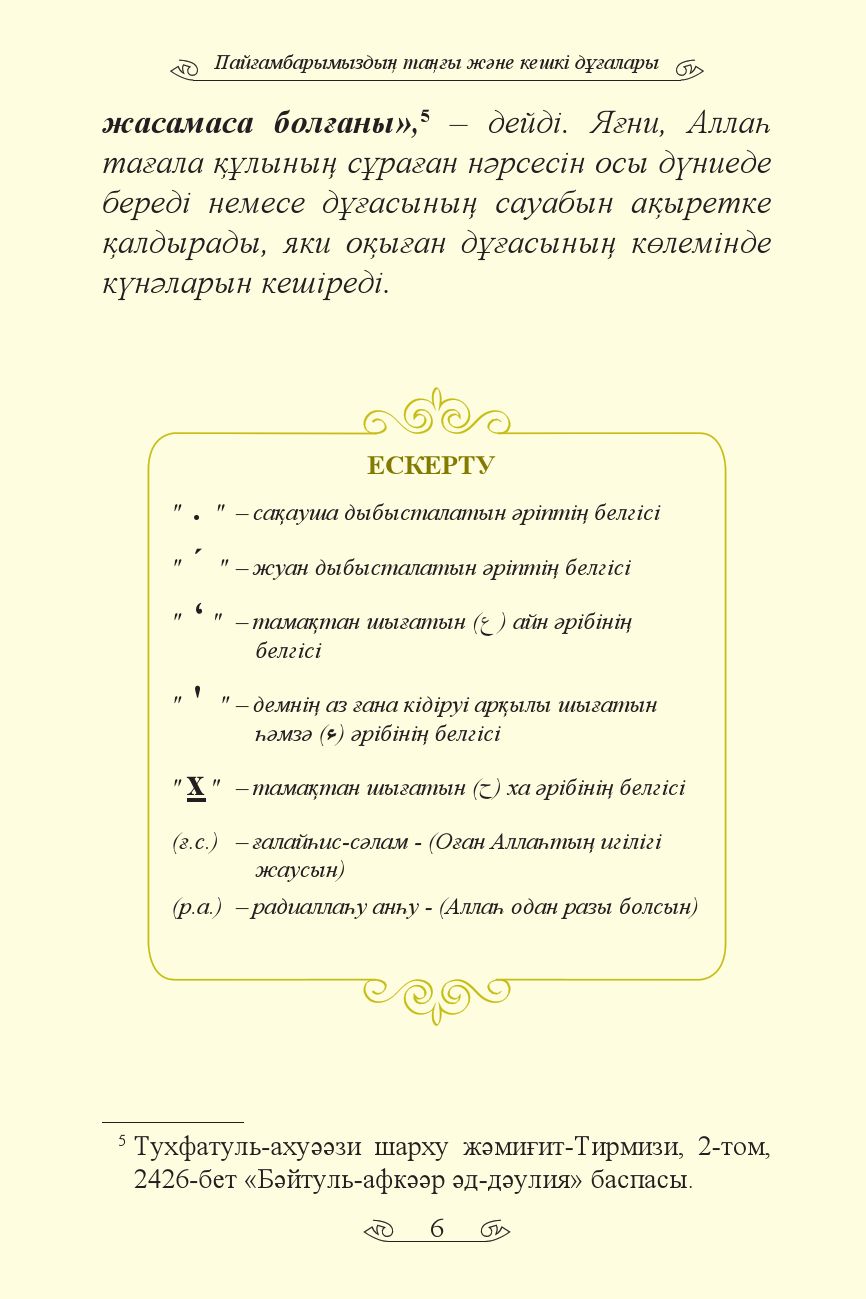 Пайғамбарымыздың таңғы және кешкі дұғалары
жасамаса болғаны»,⁵ – дейді. Яғни, Аллаһ
тағала құлының сұраған нәрсесін осы дүниеде
береді немесе дұғасының сауабын ақыретке
қалдырады, яки оқыған дұғасының көлемінде
күнәларын кешіреді.
ЕСКЕРТУ
" . " – сақауша дыбысталатын әріптің белгісі
" ´ " – жуан дыбысталатын әріптің белгісі
" ‘ " – тамақтан шығатын (ع) айн әрібінің
белгісі
" ' " – демнің аз ғана кідіруі арқылы шығатын
һәмзә (ء) әрібінің белгісі
" х " – тамақтан шығатын (ح) ха әрібінің белгісі
(ғ.с.) – ғалайһис-сәлам - (Оған Аллаһтың игілігі
жаусын)
(р.а.) – радиаллаһу анһу - (Аллаһ одан разы болсын)
⁵ Тухфатуль-ахуәәзи шарху жәмиғит-Тирмизи, 2-том,
2426-бет «Бәйтуль-афкәәр әд-дәулия» баспасы.
6